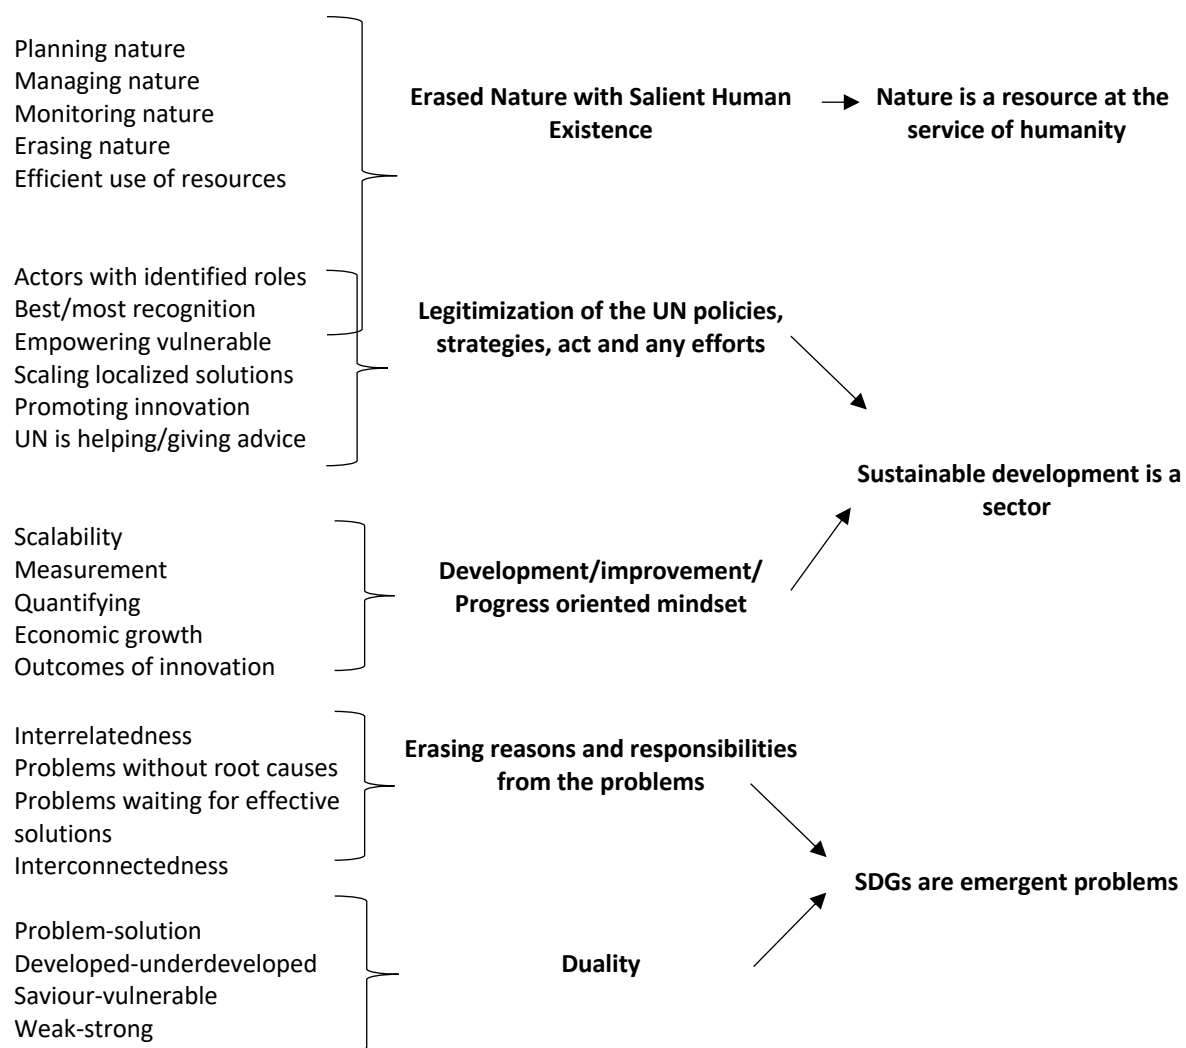 Planning nature
Managing nature
Monitoring nature
Erasing nature
Efficient use of resources
Erased Nature with Salient Human
Existence
Nature is a resource at the
service of humanity
Actors with identified roles
Best/most recognition
Empowering vulnerable
Scaling localized solutions
Promoting innovation
UN is helping/giving advice
Legitimization of the UN policies,
strategies, act and any efforts
Sustainable development is a
sector
Scalability
Measurement
Quantifying
Economic growth
Outcomes of innovation
Development/improvement/
Progress oriented mindset
Interrelatedness
Problems without root causes
Problems waiting for effective
solutions
Interconnectedness
Erasing reasons and responsibilities
from the problems
SDGs are emergent problems
Problem-solution
Developed-underdeveloped
Saviour-vulnerable
Weak-strong
Duality